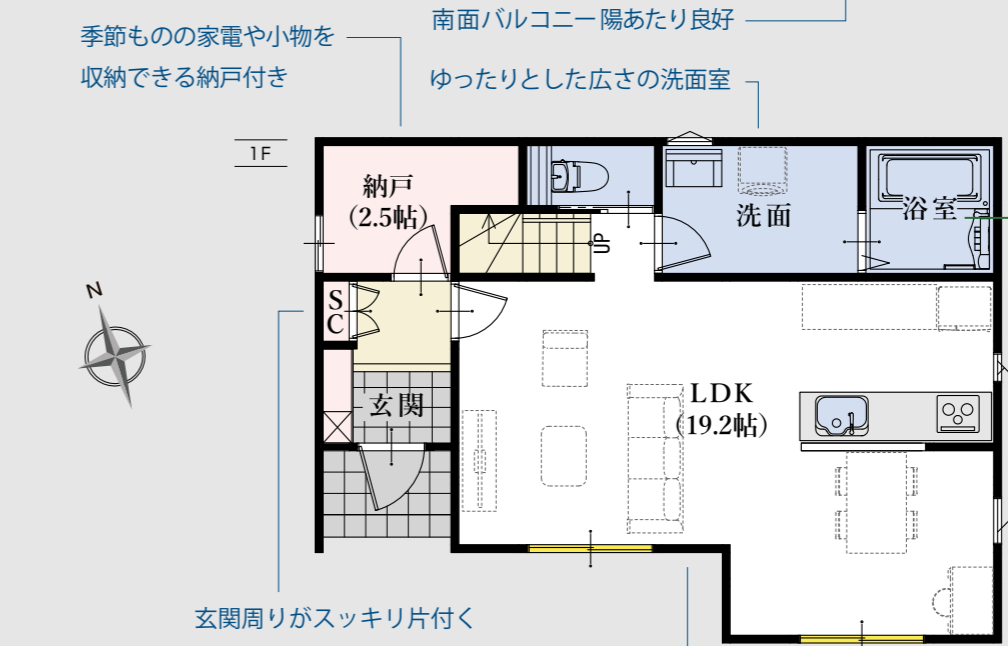 南面バルコニー陽あたり良好
季節ものの家電や小物を
収納できる納戸付き
ゆったりとした広さの洗面室
1F
納戸
(2.5帖)
洗面
浴室
UP
N
SC
玄関
LDK
(19.2帖)
玄関周りがスッキリ片付く